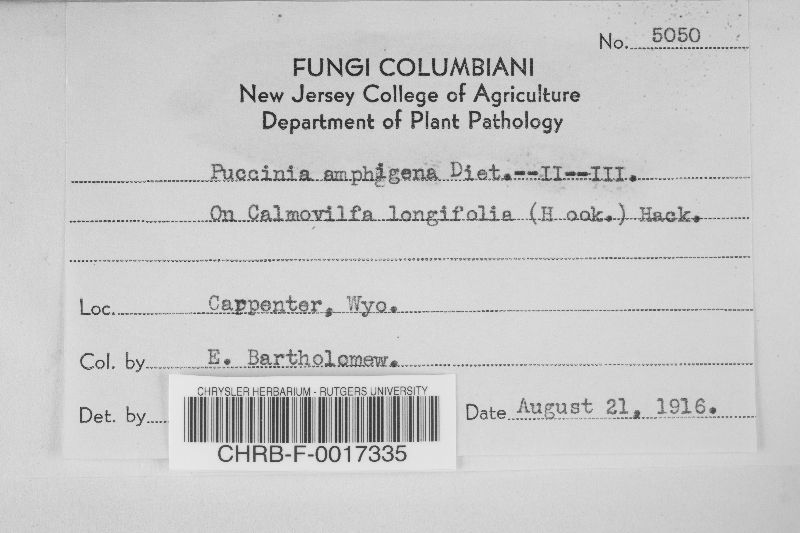 No. 5050
FUNGI COLUMBIANI
New Jersey College of Agriculture
Department of Plant Pathology
Puccinia amphigena Diet.--II--III.
On Calmovilfa longifolia (H ook.) Hack.
Loc. Carpenter, Wyo.
Col. by E. Bartholomew.
Det. by
Date August 21, 1916.
CHRYSLER HERBARIUM - RUTGERS UNIVERSITY
CHRB-F-0017335